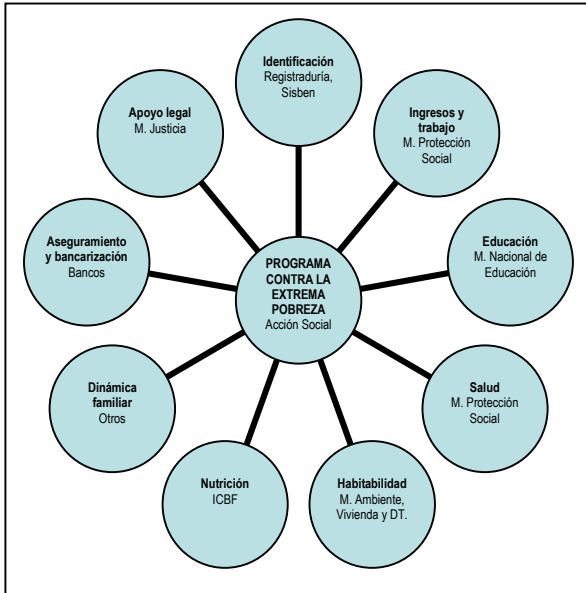 Identificación
Registraduría,
Sisben
Ingresos y
trabajo
M. Protección
Social
Educación
M. Nacional de
Educación
Salud
M. Protección
Social
Habitabilidad
M. Ambiente,
Vivienda y DT.
Nutrición
ICBF
Dinámica
familiar
Otros
Aseguramiento
y bancarización
Bancos
Apoyo legal
M. Justicia
PROGRAMA
CONTRA LA
EXTREMA
POBREZA
Acción Social